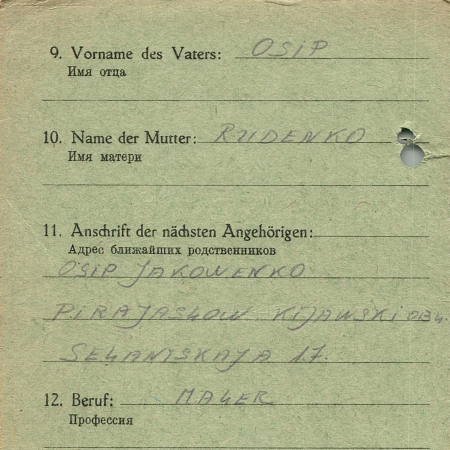 9. Vorname des Vaters: OSIP
Имя отца
10. Name der Mutter: RUDENKO
Имя матери
11. Anschrift der nächsten Angehörigen:
Адрес ближайших родственников
OSIP JAKOWENKO
PIRAJASLOW KIJAWSKI OBL.
SELANTSKAJA 17.
12. Beruf: MALER
Профессия